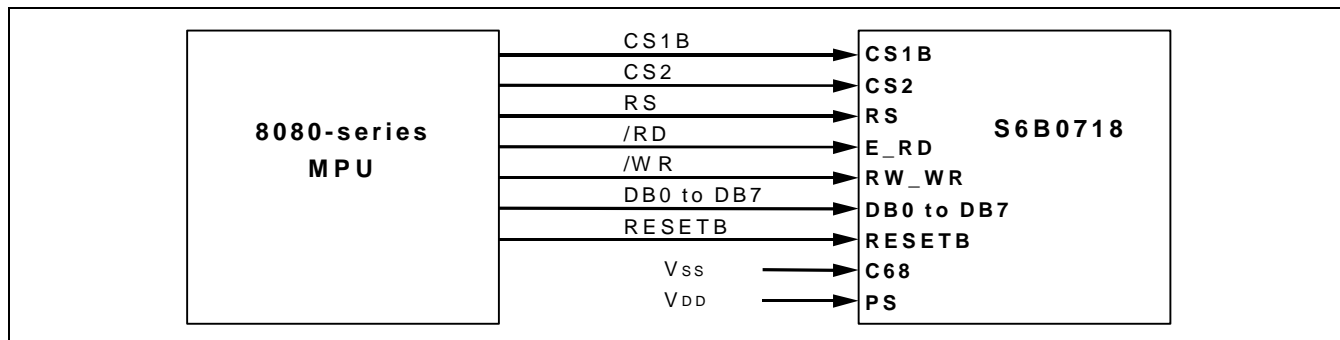 8080-series
MPU
CS1B
CS2
RS
/RD
/WR
DB0 to DB7
RESETB
VSS
VDD
CS1B
CS2
RS
E_RD
RW_WR
DB0 to DB7
RESETB
C68
PS
S6B0718